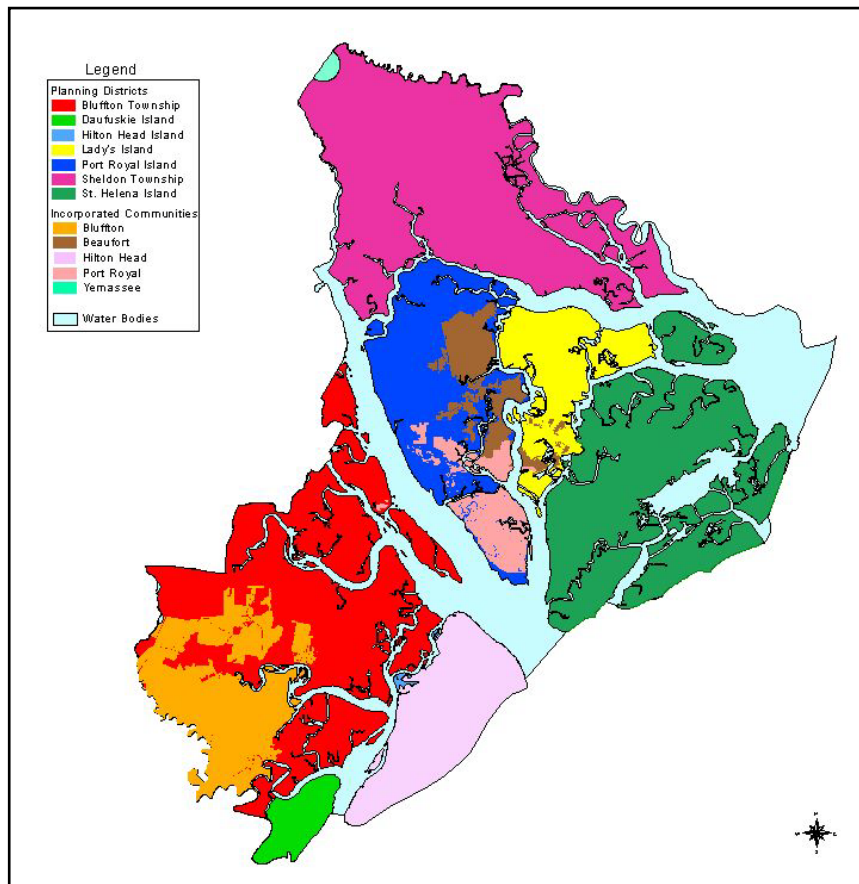 Legend
Planning Districts
Bluffton Township
Daufuskie Island
Hilton Head Island
Lady's Island
Port Royal Island
Sheldon Township
St. Helena Island
Incorporated Communities
Bluffton
Beaufort
Hilton Head
Port Royal
Yemassee
Water Bodies